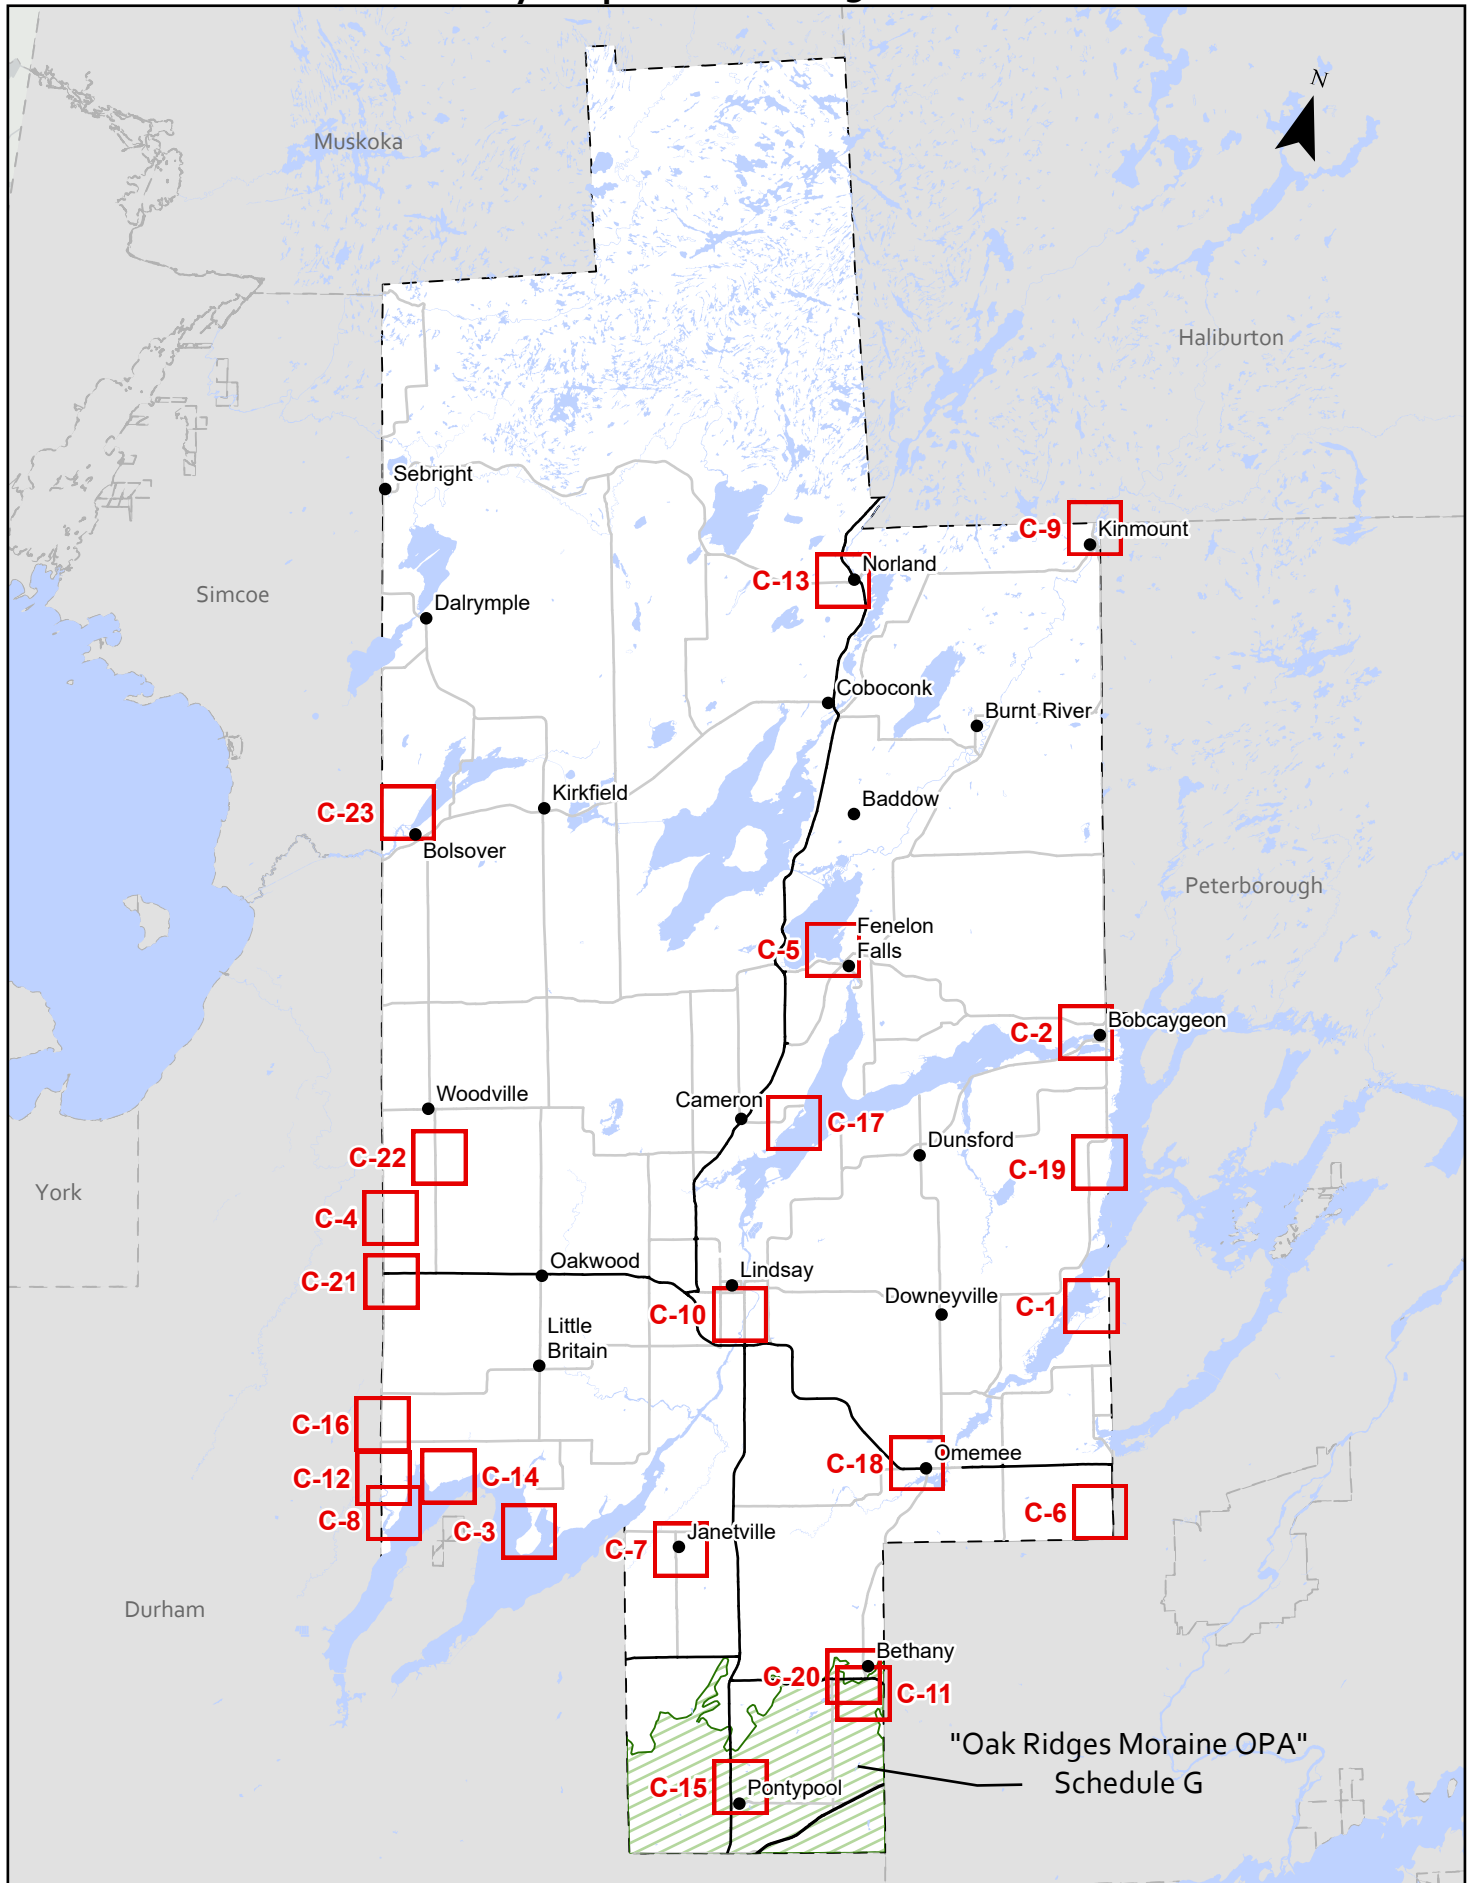 N
Muskoka
Haliburton
Sebright
C-9
Kinmount
Norland
C-13
Simcoe
Dalrymple
Coboconk
Burnt River
Kirkfield
Baddow
C-23
Bolsover
Peterborough
Fenelon
Falls
C-5
Bobcaygeon
C-2
Woodville
Cameron
C-17
Dunsford
C-22
C-19
York
C-4
Oakwood
Lindsay
C-21
Downeyville
C-1
C-10
Little
Britain
C-16
Omemee
C-18
C-12
C-14
C-6
C-8
C-3
Janetville
C-7
Durham
Bethany
C-20
C-11
"Oak Ridges Moraine OPA"
Schedule G
C-15
Pontypool